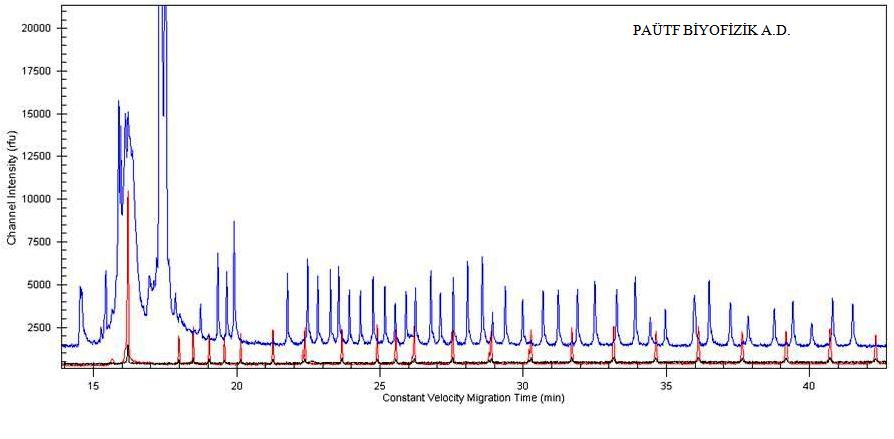 PAÜTF BİYOFİZİK A.D.
Channel Intensity (rfu)
20000
17500
15000
12500
10000
7500
5000
2500
15 20 25 30 35 40
Constant Velocity Migration Time (min)